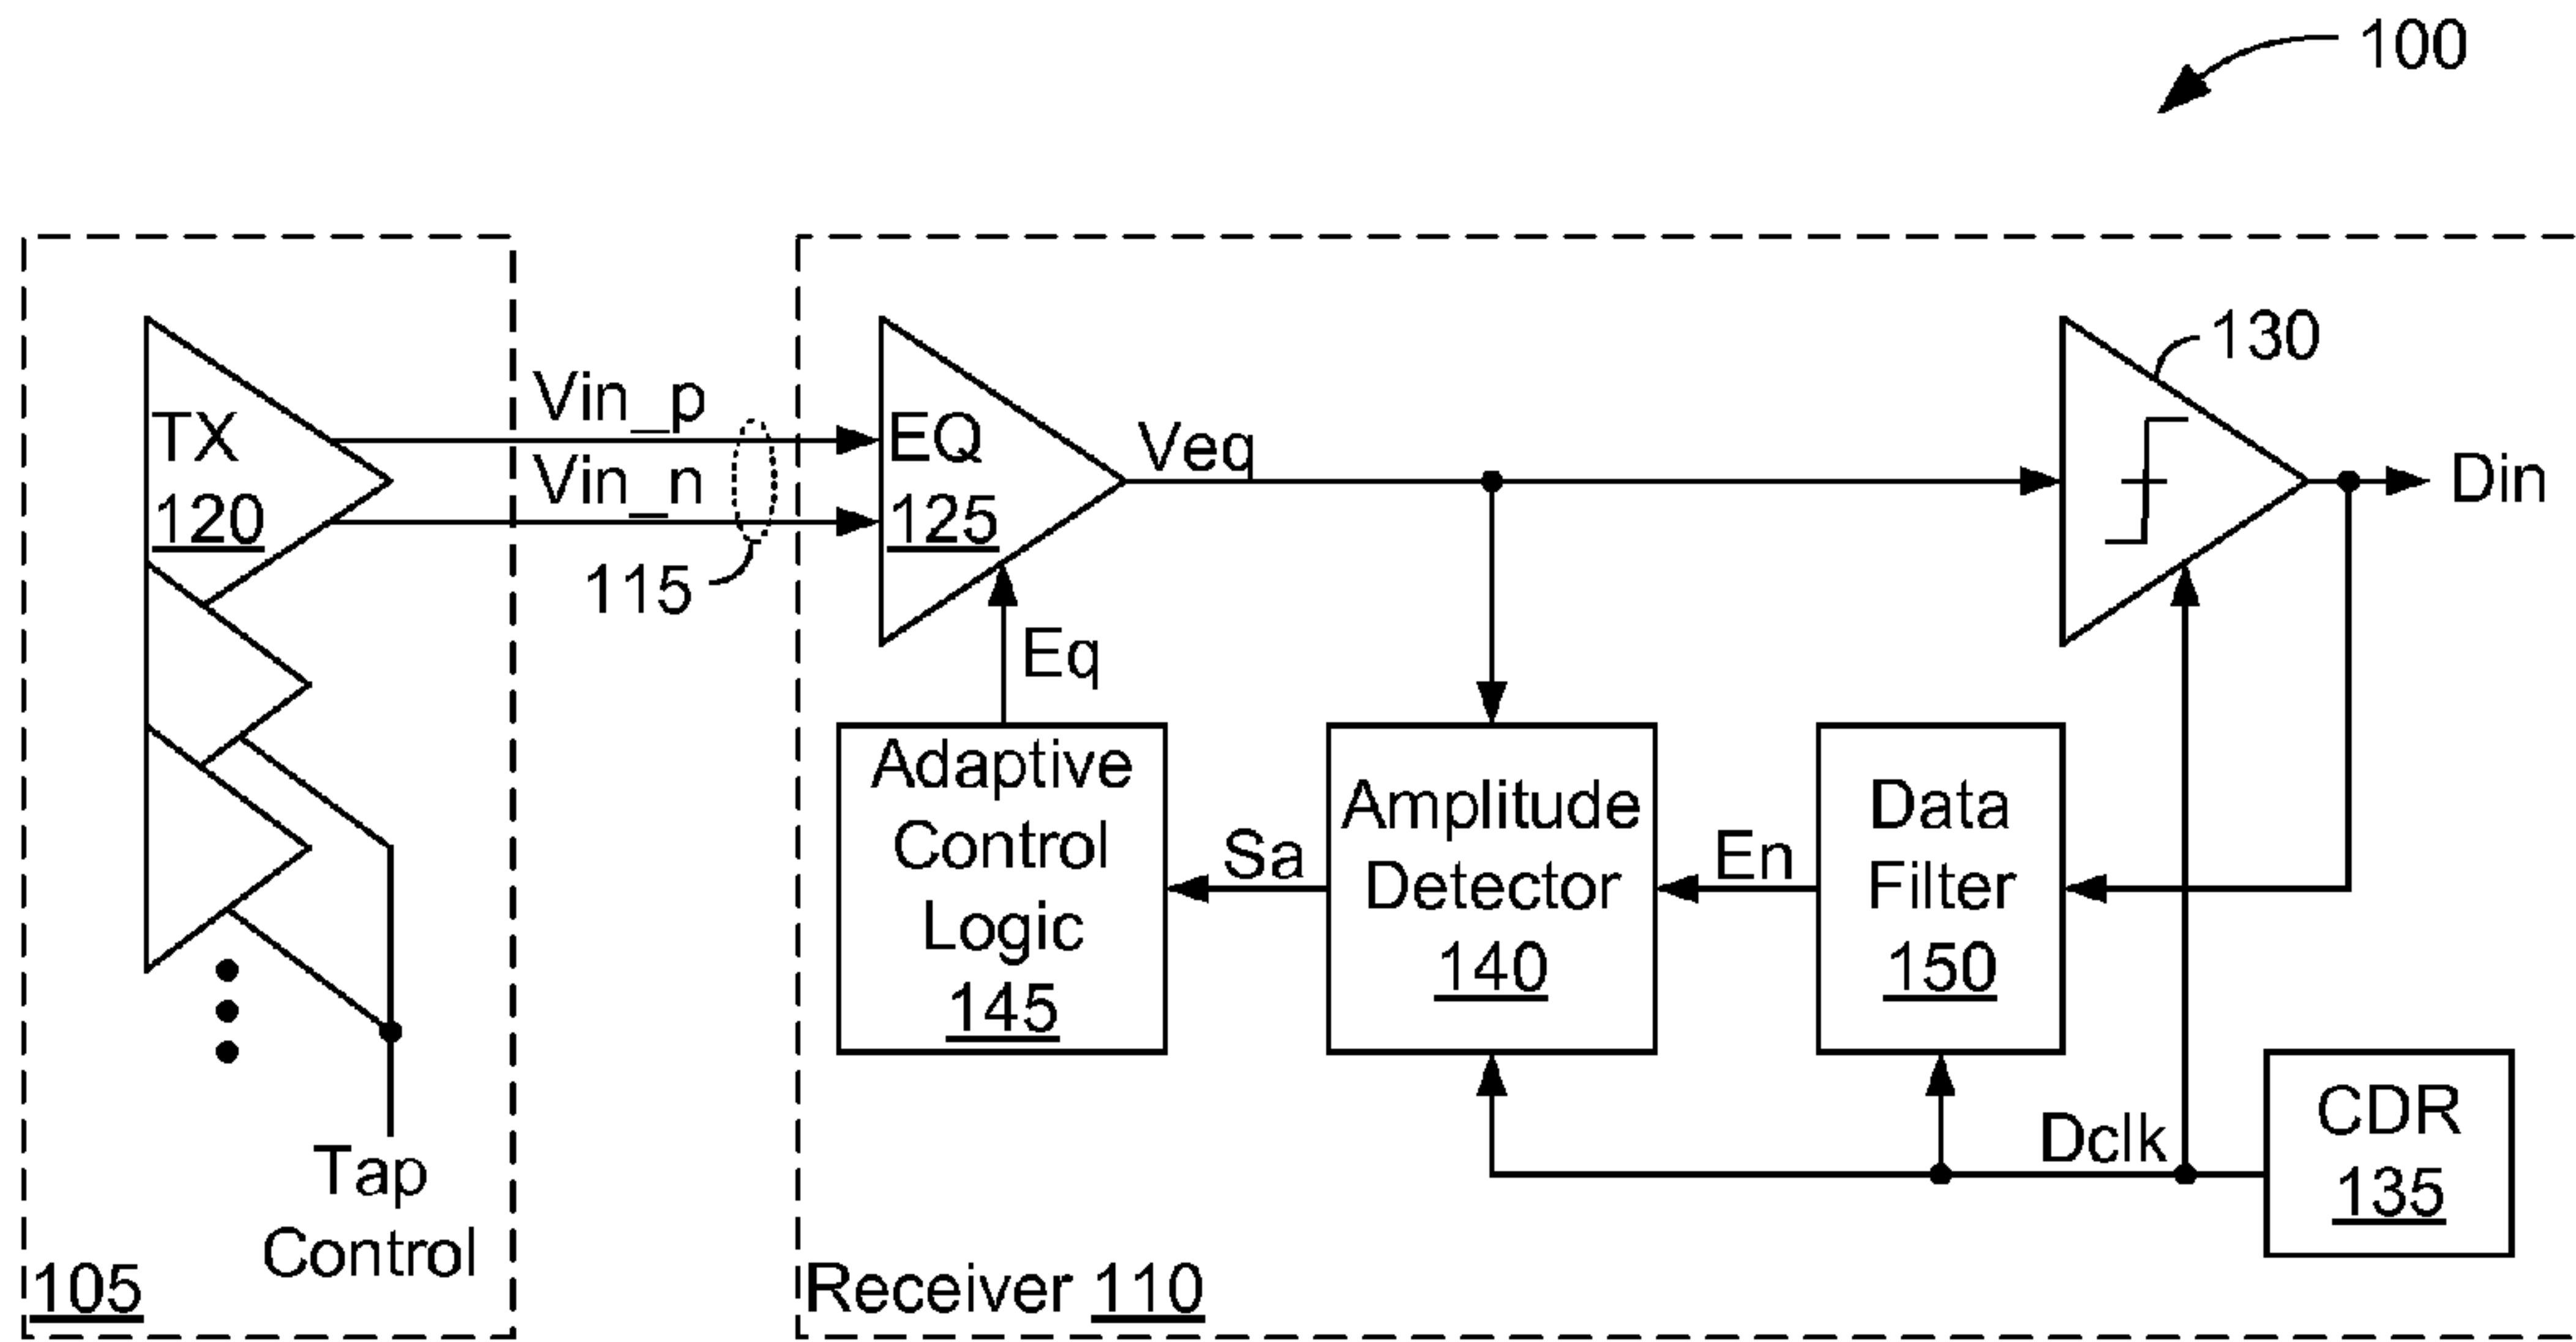 100
TX
120
Vin_p
Vin_n
115
EQ
125
Veq
130
Din
Eq
Adaptive
Control
Logic
145
Sa
Amplitude
Detector
140
En
Data
Filter
150
Dclk
CDR
135
Tap
Control
105
Receiver 110